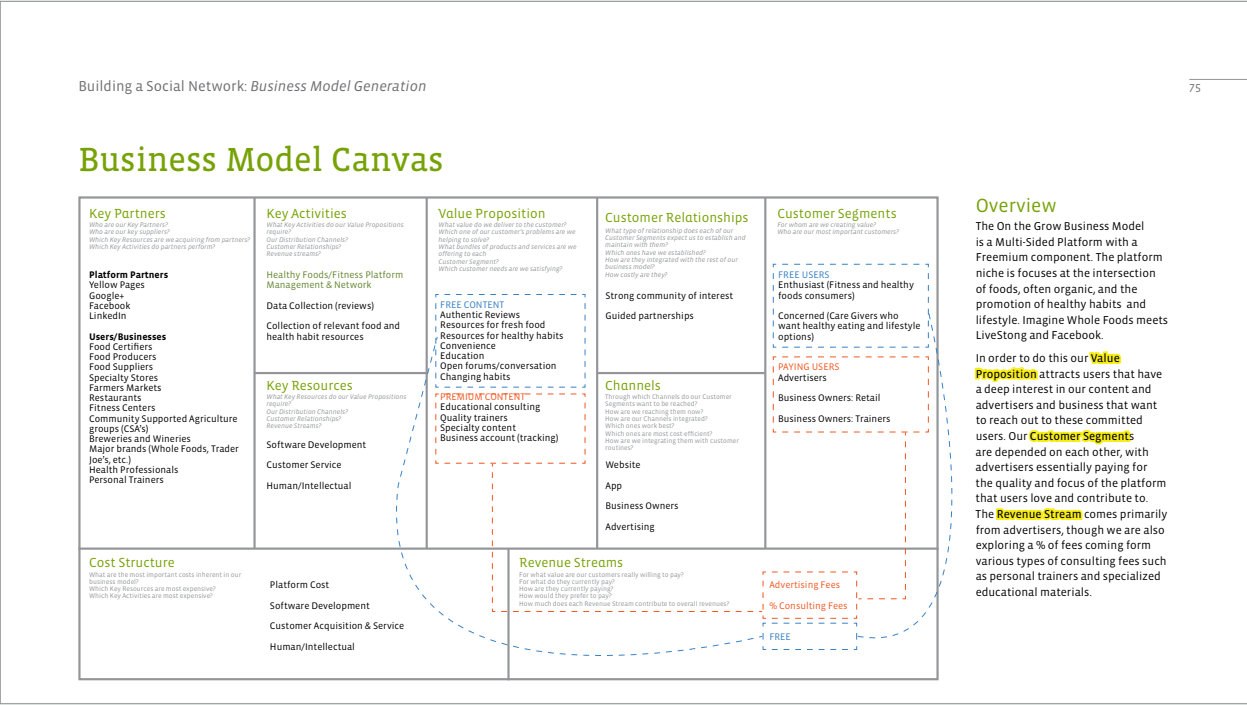 Building a Social Network: Business Model Generation
75
Business Model Canvas
Key Partners
Who are our Key Partners?
Who are our key suppliers?
Which Key Resources are we acquiring from partners?
Which Key Activities do partners perform?
Platform Partners
Yellow Pages
Google+
Facebook
LinkedIn
Users/Businesses
Food Certifiers
Food Producers
Food Suppliers
Specialty Stores
Farmers Markets
Restaurants
Fitness Centers
Community Supported Agriculture
groups (CSA's)
Breweries and Wineries
Major brands (Whole Foods, Trader
Joe's, etc.)
Health Professionals
Personal Trainers
Key Activities
What Key Activities do our Value Propositions
require?
Our Distribution Channels?
Customer Relationships?
Revenue streams?
Healthy Foods/Fitness Platform
Management & Network
Data Collection (reviews)
Collection of relevant food and
health habit resources
Key Resources
What Key Resources do our Value Propositions
require?
Our Distribution Channels?
Customer Relationships?
Revenue Streams?
Software Development
Customer Service
Human/Intellectual
Value Proposition
What value do we deliver to the customer?
Which one of our customer's problems are we
helping to solve?
What bundles of products and services are we
offering to each
Customer Segment?
Which customer needs are we satisfying?
FREE CONTENT
Authentic Reviews
Resources for fresh food
Resources for healthy habits
Convenience
Education
Open forums/conversation
Changing habits
PREMIUM CONTENT
Educational consulting
Quality trainers
Specialty content
Business account (tracking)
Customer Relationships
What type of relationship does each of our
Customer Segments expect us to establish and
maintain with them?
Which ones have we established?
How are they integrated with the rest of our
business model?
How costly are they?
Strong community of interest
Guided partnerships
Channels
Through which Channels do our Customer
Segments want to be reached?
How are we reaching them now?
How are our Channels integrated?
Which ones work best?
Which ones are most cost-efficient?
How are we integrating them with customer
routines?
Website
App
Business Owners
Advertising
Customer Segments
For whom are we creating value?
Who are our most important customers?
FREE USERS
Enthusiast (Fitness and healthy
foods consumers)
Concerned (Care Givers who
want healthy eating and lifestyle
options)
PAYING USERS
Advertisers
Business Owners: Retail
Business Owners: Trainers
Cost Structure
What are the most important costs inherent in our
business model?
Which Key Resources are most expensive?
Which Key Activities are most expensive?
Platform Cost
Software Development
Customer Acquisition & Service
Human/Intellectual
Revenue Streams
For what value are our customers really willing to pay?
For what do they currently pay?
How are they currently paying?
How would they prefer to pay?
How much does each Revenue Stream contribute to overall revenues?
Advertising Fees
% Consulting Fees
FREE
Overview
The On the Grow Business Model
is a Multi-Sided Platform with a
Freemium component. The platform
niche is focuses at the intersection
of foods, often organic, and the
promotion of healthy habits and
lifestyle. Imagine Whole Foods meets
LiveStong and Facebook.
In order to do this our Value
Proposition attracts users that have
a deep interest in our content and
advertisers and business that want
to reach out to these committed
users. Our Customer Segments
are depended on each other, with
advertisers essentially paying for
the quality and focus of the platform
that users love and contribute to.
The Revenue Stream comes primarily
from advertisers, though we are also
exploring a % of fees coming form
various types of consulting fees such
as personal trainers and specialized
educational materials.